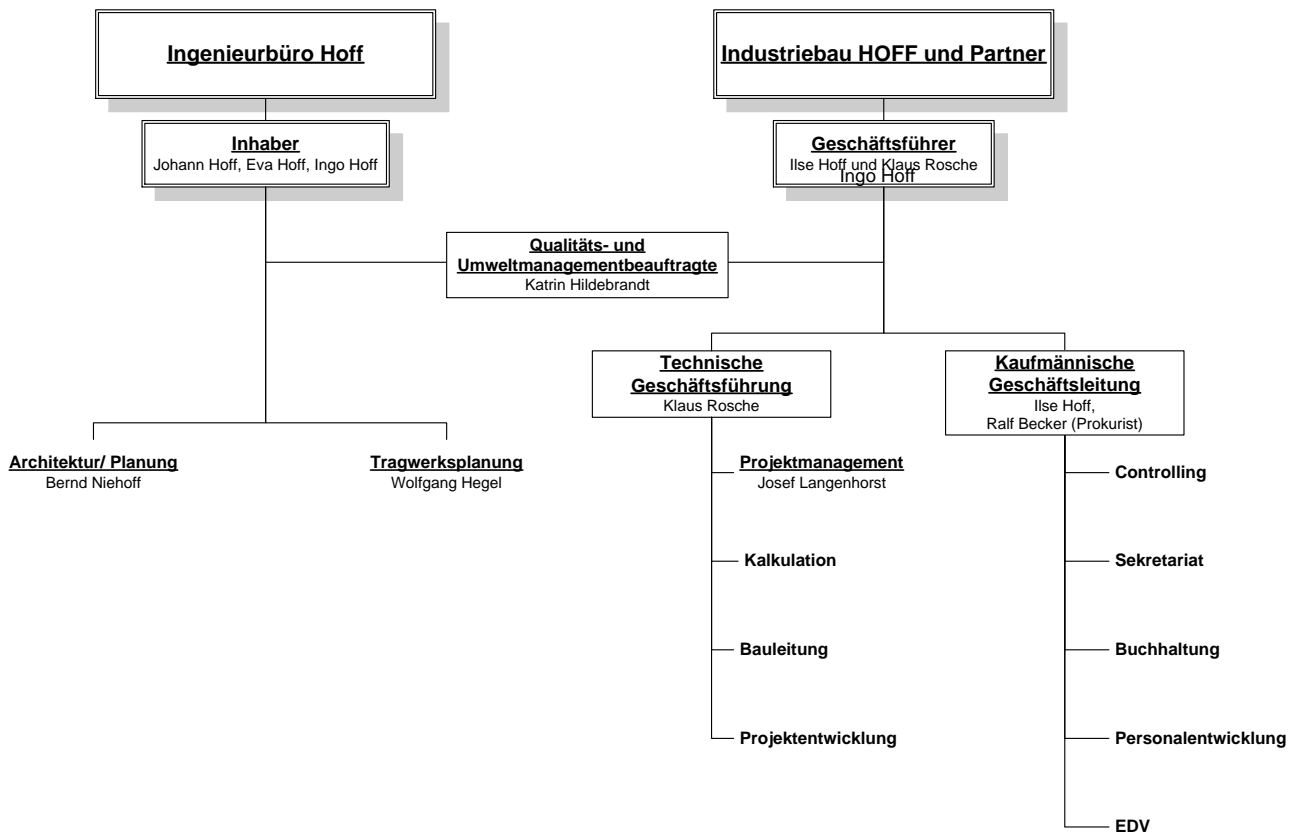 Ingenieurbüro Hoff
Industriebau HOFF und Partner
Inhaber
Johann Hoff, Eva Hoff, Ingo Hoff
Geschäftsführer
Ilse Hoff und Klaus Rosche
Ingo Hoff
Qualitäts- und
Umweltmanagementbeauftragte
Katrin Hildebrandt
Technische
Geschäftsführung
Klaus Rosche
Kaufmännische
Geschäftsleitung
Ilse Hoff,
Ralf Becker (Prokurist)
Architektur/ Planung
Bernd Niehoff
Tragwerksplanung
Wolfgang Hegel
Projektmanagement
Josef Langenhorst
Kalkulation
Bauleitung
Projektentwicklung
Controlling
Sekretariat
Buchhaltung
Personalentwicklung
EDV